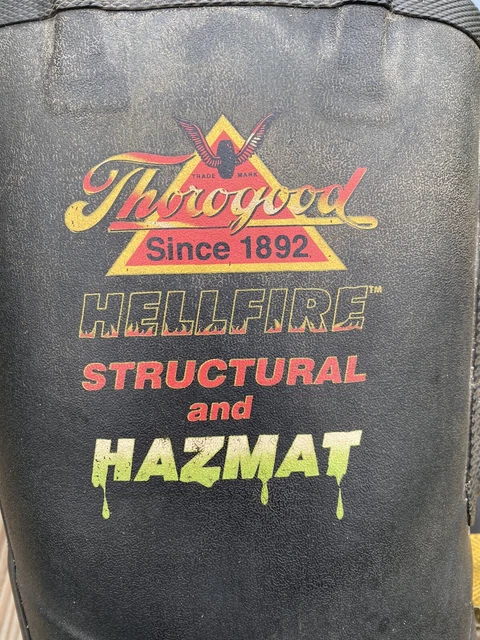 TRADE MARK
Thorogood
Since 1892
HELLFIRE™
STRUCTURAL
and
HAZMAT